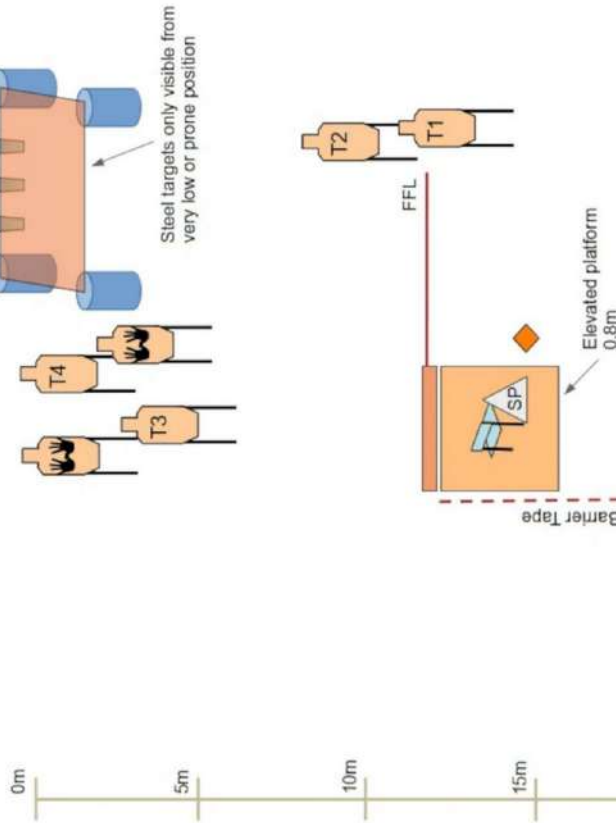 0m
5m
10m
15m
T4
T3
Steel targets only visible from
very low or prone position
T2
T1
FFL
SP
Elevated platform
0.8m
Barrier Tape